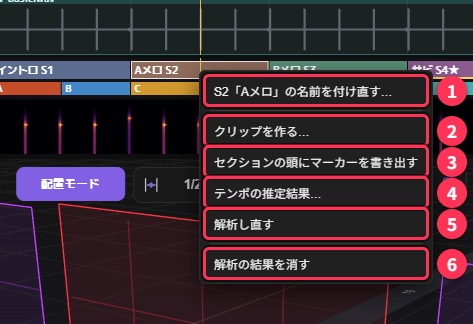 イントロ S1
Aメロ S2
Bメロ S3
サビ S4★
A
B
C
S2「Aメロ」の名前を付け直す...
1
クリップを作る...
2
セクションの頭にマーカーを書き出す
3
テンポの推定結果...
4
解析し直す
5
解析の結果を消す
6
配置モード
1/2